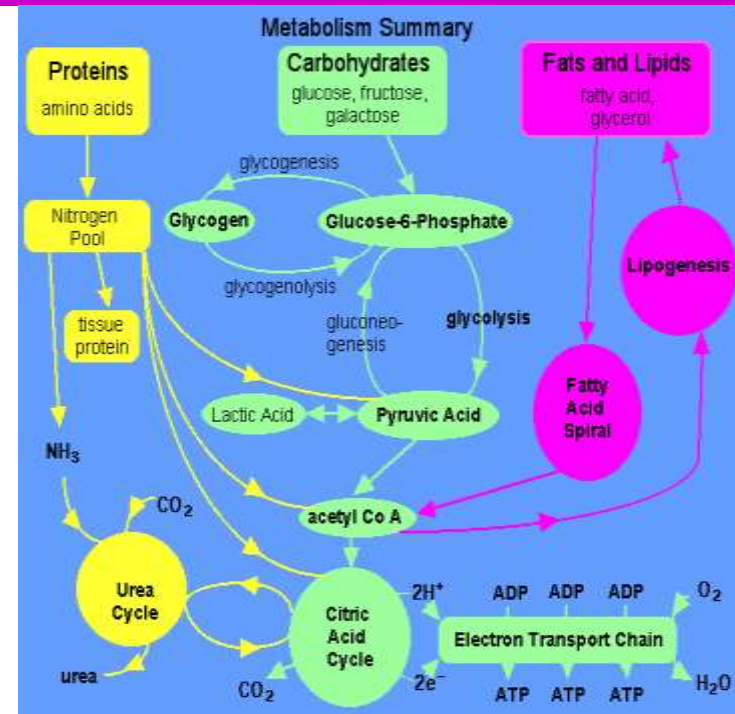 Metabolism Summary
Proteins
amino acids
Carbohydrates
glucose, fructose,
galactose
Fats and Lipids
fatty acid,
glycerol
glycogenesis
Nitrogen
Pool
Glycogen
Glucose-6-Phosphate
Lipogenesis
glycogenolysis
tissue
protein
gluconeo-
genesis
glycolysis
Fatty
Acid
Spiral
Lactic Acid
Pyruvic Acid
NH3
CO2
acetyl Co A
Urea
Cycle
Citric
Acid
Cycle
2H+
ADP ADP ADP
O2
Electron Transport Chain
urea
CO2
2e−
ATP ATP ATP
H2O